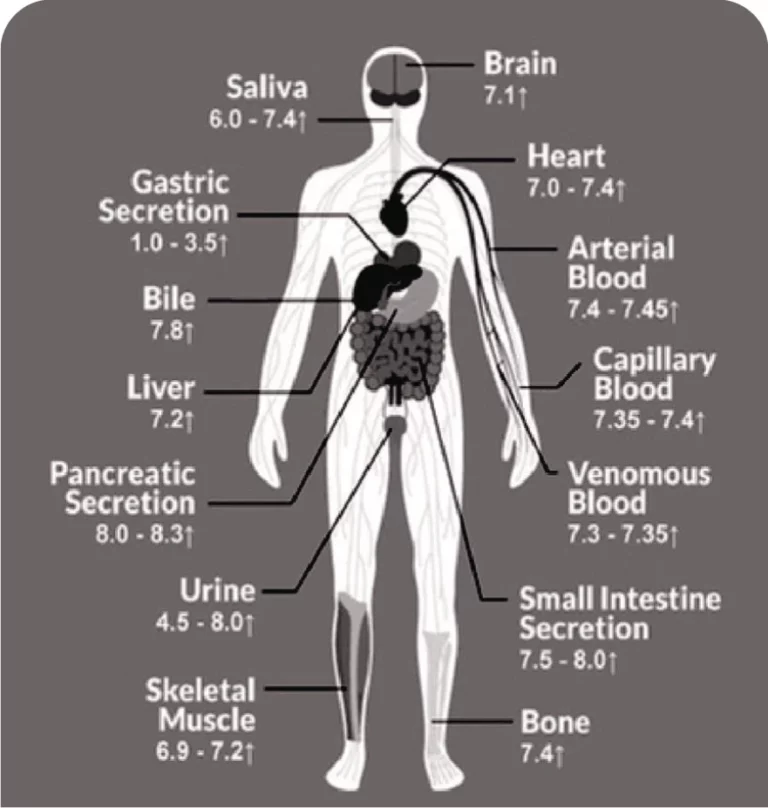 Brain
7.1↑
Saliva
6.0 - 7.4↑
Heart
7.0 - 7.4↑
Gastric
Secretion
1.0 - 3.5↑
Arterial
Blood
7.4 - 7.45↑
Bile
7.8↑
Capillary
Blood
7.35 - 7.4↑
Liver
7.2↑
Pancreatic
Secretion
8.0 - 8.3↑
Venomous
Blood
7.3 - 7.35↑
Urine
4.5 - 8.0↑
Small Intestine
Secretion
7.5 - 8.0↑
Skeletal
Muscle
6.9 - 7.2↑
Bone
7.4↑